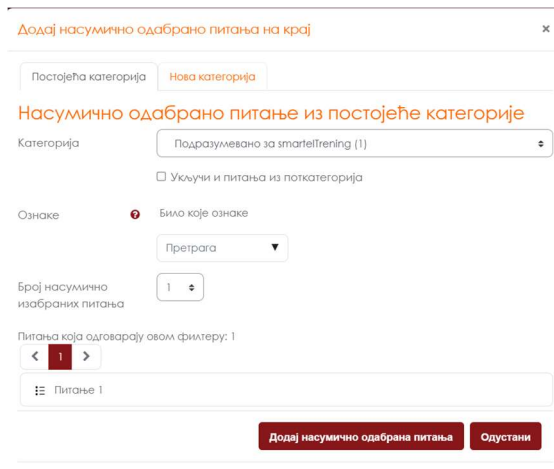 Додај насумично одабрано питања на крај
×
Постојећа категорија
Нова категорија
Насумично одабрано питање из постојеће категорије
Категорија
Подразумевано за smartelTrening (1)
Укључи и питања из поткатегорија
Ознаке
?
Било које ознаке
Претрага ▼
Број насумично
изабраних питања
1
Питања која одговарају овом филтеру: 1
< 1 >
Питање 1
Додај насумично одабрана питања
Одустани